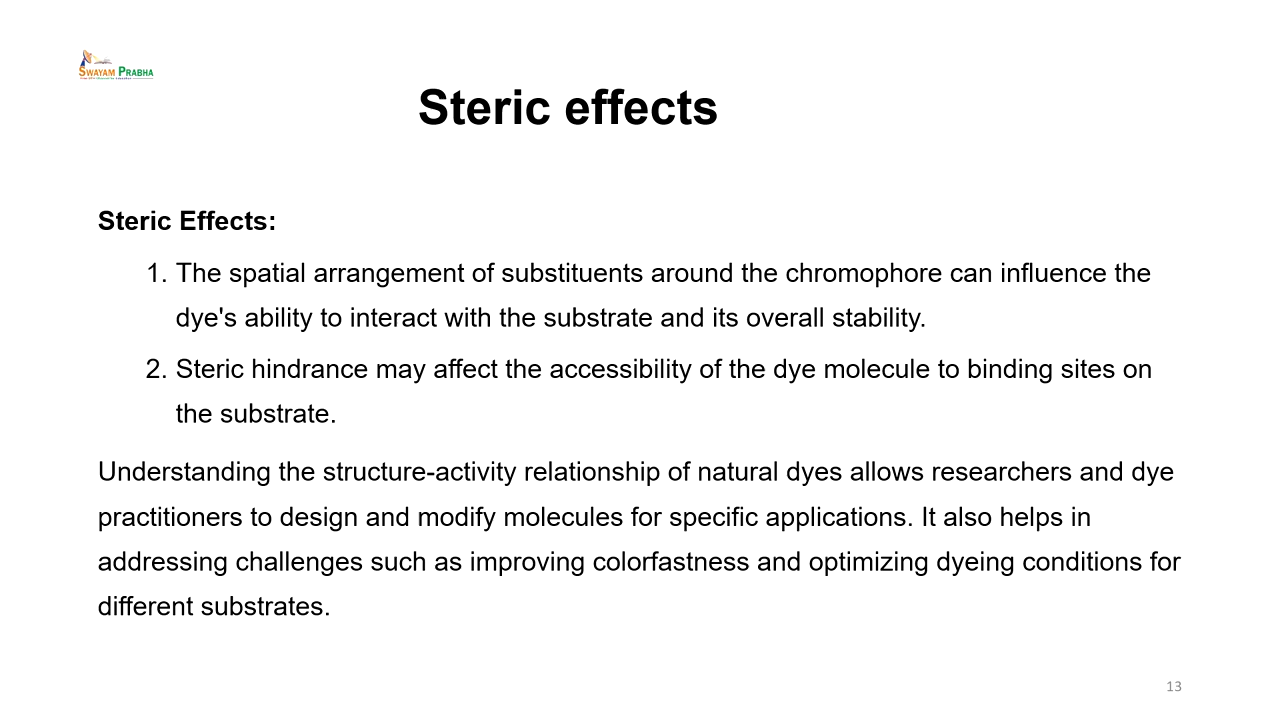 SWAYAM PRABHA
Steric effects
Steric Effects:
1. The spatial arrangement of substituents around the chromophore can influence the
dye's ability to interact with the substrate and its overall stability.
2. Steric hindrance may affect the accessibility of the dye molecule to binding sites on
the substrate.
Understanding the structure-activity relationship of natural dyes allows researchers and dye
practitioners to design and modify molecules for specific applications. It also helps in
addressing challenges such as improving colorfastness and optimizing dyeing conditions for
different substrates.
13